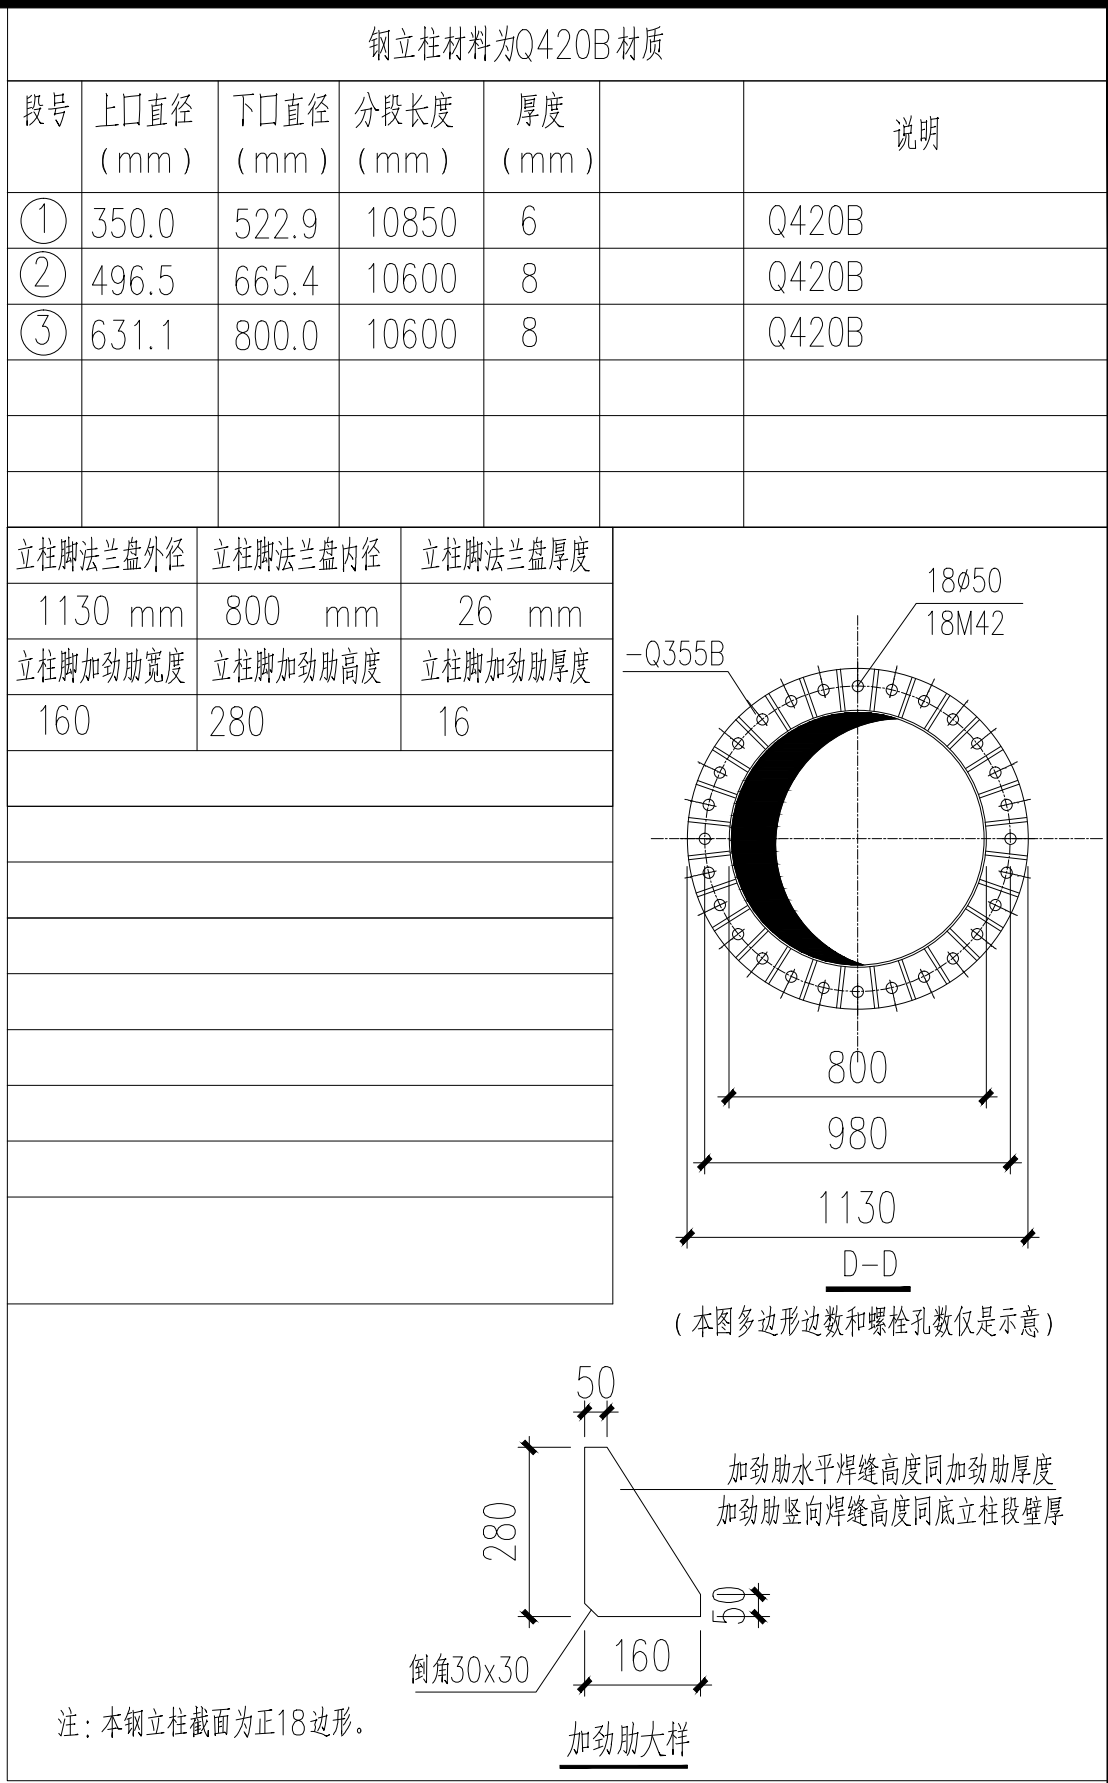 钢立柱材料为Q420B材质
段号 上口直径 (mm) 下口直径 (mm) 分段长度 (mm) 厚度 (mm) 说明
① 350.0 522.9 10850 6 Q420B
② 496.5 665.4 10600 8 Q420B
③ 631.1 800.0 10600 8 Q420B
立柱脚法兰盘外径 立柱脚法兰盘内径 立柱脚法兰盘厚度
1130 mm 800 mm 26 mm
立柱脚加劲肋宽度 立柱脚加劲肋高度 立柱脚加劲肋厚度
160 280 16
18ø50
18M42
-Q355B
800
980
1130
D-D
(本图多边形边数和螺栓孔数仅是示意)
50
加劲肋水平焊缝高度同加劲肋厚度
加劲肋竖向焊缝高度同底立柱段壁厚
280
50
160
倒角30x30
加劲肋大样
注:本钢立柱截面为正18边形。